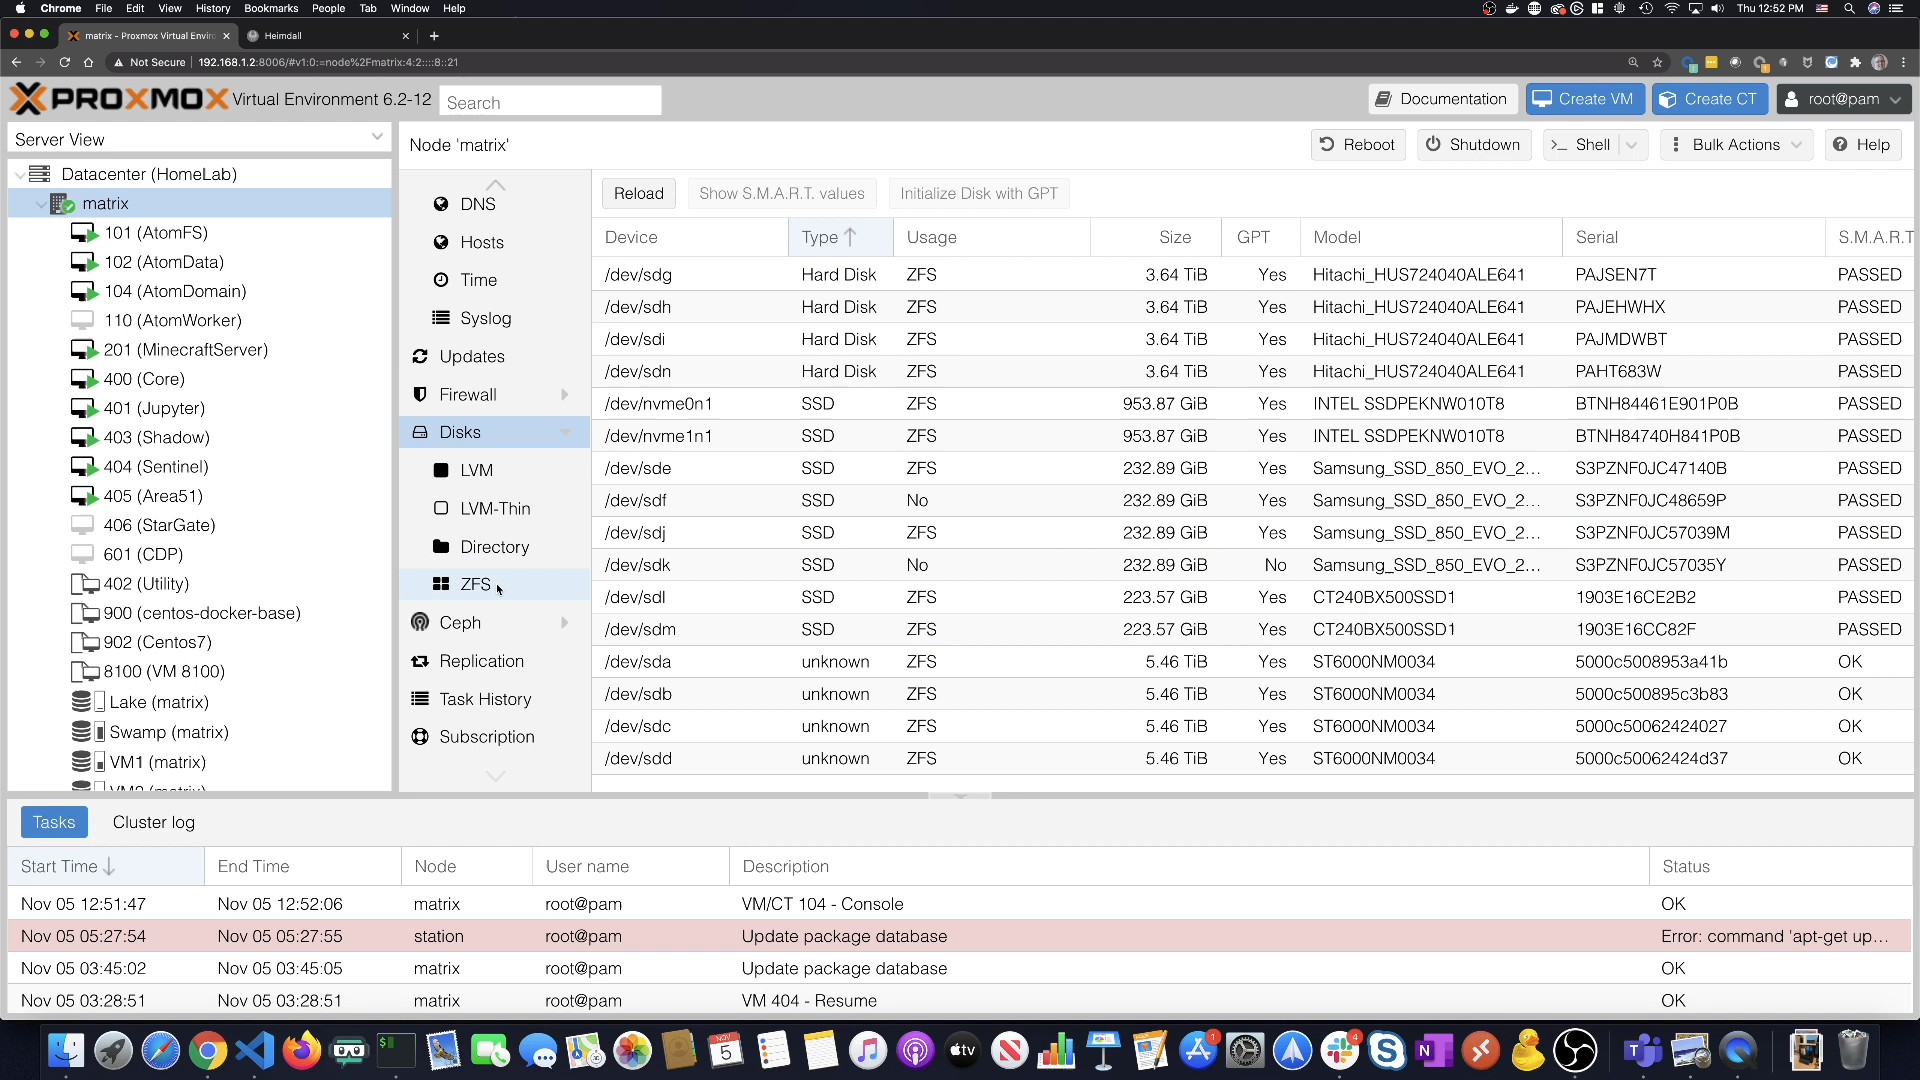 Chrome File Edit View History Bookmarks People Tab Window Help Thu 12:52 PM
matrix - Proxmox Virtual Enviro Heimdall
Not Secure 192.168.1.2:8006/#v1:0:=node%2Fmatrix:4:2::::8::21
PROXMOX Virtual Environment 6.2-12 Search Documentation Create VM Create CT root@pam
Server View
Node 'matrix' Reboot Shutdown >_ Shell Bulk Actions Help
Datacenter (HomeLab)
matrix
101 (AtomFS)
102 (AtomData)
104 (AtomDomain)
110 (AtomWorker)
201 (MinecraftServer)
400 (Core)
401 (Jupyter)
403 (Shadow)
404 (Sentinel)
405 (Area51)
406 (StarGate)
601 (CDP)
402 (Utility)
900 (centos-docker-base)
902 (Centos7)
8100 (VM 8100)
Lake (matrix)
Swamp (matrix)
VM1 (matrix)
VM2 (matrix)
DNS
Hosts
Time
Syslog
Updates
Firewall
Disks
LVM
LVM-Thin
Directory
ZFS
Ceph
Replication
Task History
Subscription
Reload Show S.M.A.R.T. values Initialize Disk with GPT
Device Type Usage Size GPT Model Serial S.M.A.R.T
/dev/sdg Hard Disk ZFS 3.64 TiB Yes Hitachi_HUS724040ALE641 PAJSEN7T PASSED
/dev/sdh Hard Disk ZFS 3.64 TiB Yes Hitachi_HUS724040ALE641 PAJEHWHX PASSED
/dev/sdi Hard Disk ZFS 3.64 TiB Yes Hitachi_HUS724040ALE641 PAJMDWBT PASSED
/dev/sdn Hard Disk ZFS 3.64 TiB Yes Hitachi_HUS724040ALE641 PAHT683W PASSED
/dev/nvme0n1 SSD ZFS 953.87 GiB Yes INTEL SSDPEKNW010T8 BTNH84461E901P0B PASSED
/dev/nvme1n1 SSD ZFS 953.87 GiB Yes INTEL SSDPEKNW010T8 BTNH84740H841P0B PASSED
/dev/sde SSD ZFS 232.89 GiB Yes Samsung_SSD_850_EVO_2... S3PZNF0JC47140B PASSED
/dev/sdf SSD No 232.89 GiB Yes Samsung_SSD_850_EVO_2... S3PZNF0JC48659P PASSED
/dev/sdj SSD ZFS 232.89 GiB Yes Samsung_SSD_850_EVO_2... S3PZNF0JC57039M PASSED
/dev/sdk SSD No 232.89 GiB No Samsung_SSD_850_EVO_2... S3PZNF0JC57035Y PASSED
/dev/sdl SSD ZFS 223.57 GiB Yes CT240BX500SSD1 1903E16CE2B2 PASSED
/dev/sdm SSD ZFS 223.57 GiB Yes CT240BX500SSD1 1903E16CC82F PASSED
/dev/sda unknown ZFS 5.46 TiB Yes ST6000NM0034 5000c5008953a41b OK
/dev/sdb unknown ZFS 5.46 TiB Yes ST6000NM0034 5000c500895c3b83 OK
/dev/sdc unknown ZFS 5.46 TiB Yes ST6000NM0034 5000c50062424027 OK
/dev/sdd unknown ZFS 5.46 TiB Yes ST6000NM0034 5000c50062424d37 OK
Tasks Cluster log
Start Time End Time Node User name Description Status
Nov 05 12:51:47 Nov 05 12:52:06 matrix root@pam VM/CT 104 - Console OK
Nov 05 05:27:54 Nov 05 05:27:55 station root@pam Update package database Error: command 'apt-get up...
Nov 05 03:45:02 Nov 05 03:45:05 matrix root@pam Update package database OK
Nov 05 03:28:51 Nov 05 03:28:51 matrix root@pam VM 404 - Resume OK
NOV 5 tv 1 4